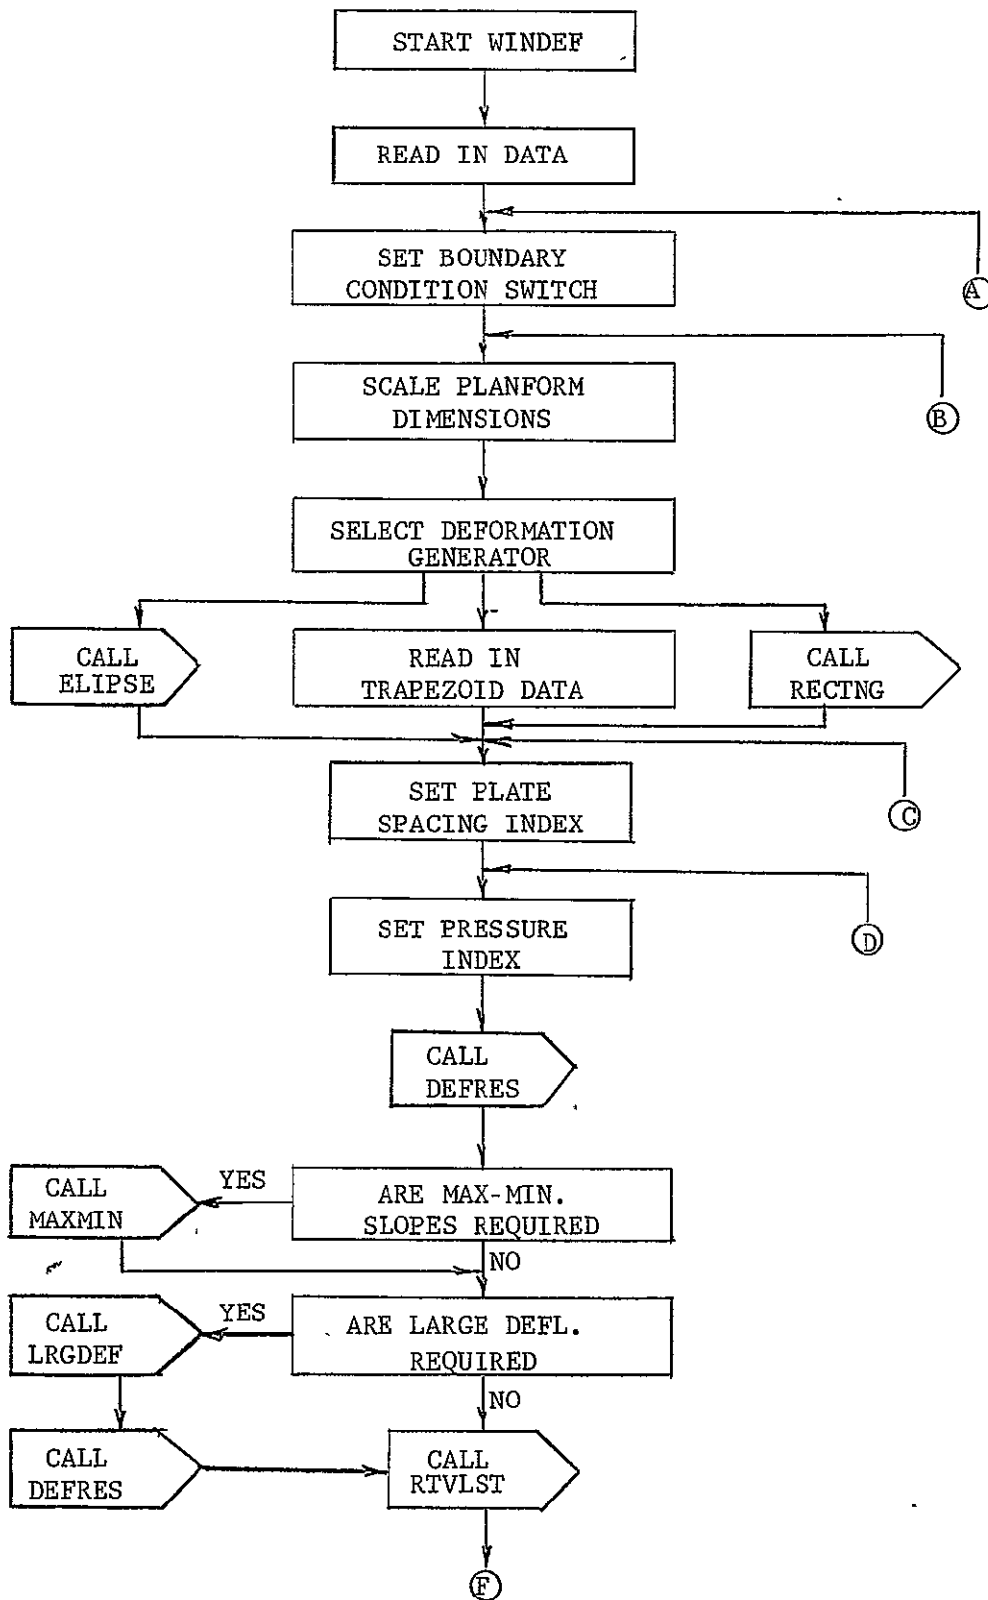 START WINDEF
READ IN DATA
SET BOUNDARY
CONDITION SWITCH
A
SCALE PLANFORM
DIMENSIONS
B
SELECT DEFORMATION
GENERATOR
CALL
ELIPSE
READ IN
TRAPEZOID DATA
CALL
RECTNG
SET PLATE
SPACING INDEX
C
SET PRESSURE
INDEX
D
CALL
DEFRES
CALL
MAXMIN
YES
ARE MAX-MIN.
SLOPES REQUIRED
NO
CALL
LRGDEF
YES
ARE LARGE DEFL.
REQUIRED
NO
CALL
DEFRES
CALL
RTVLST
F